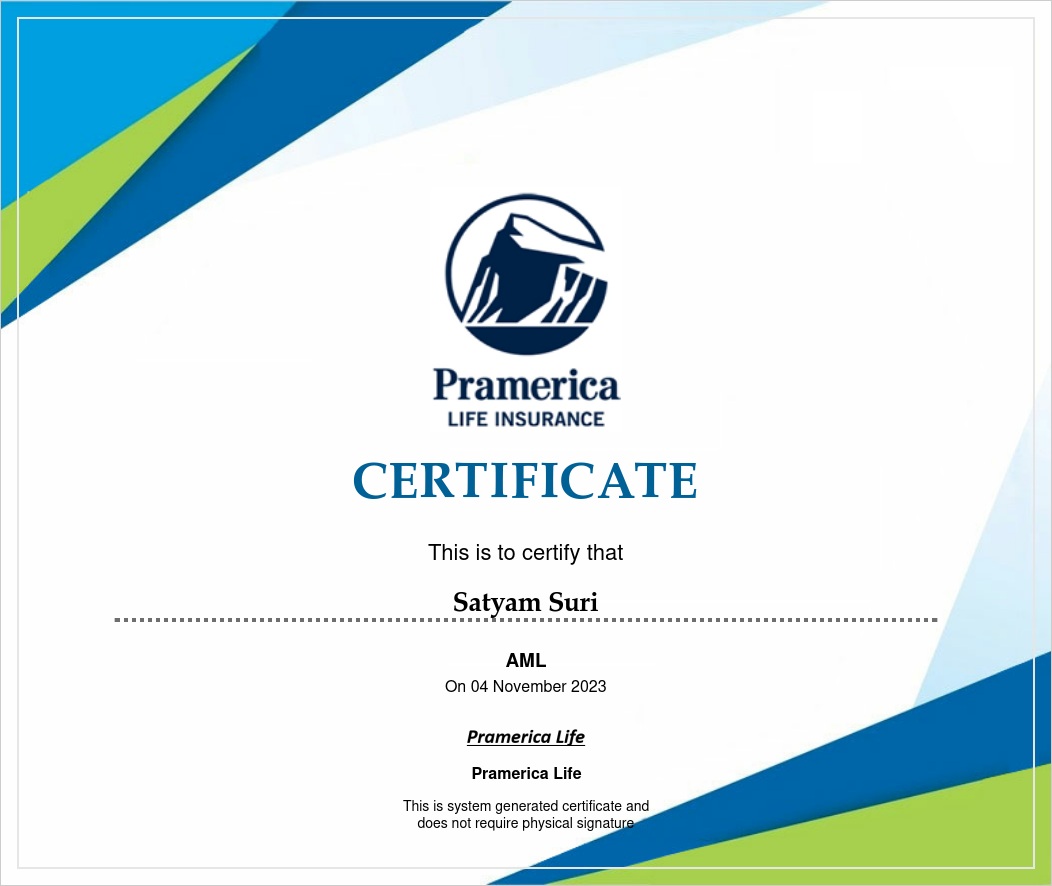 Pramerica
LIFE INSURANCE
CERTIFICATE
This is to certify that
Satyam Suri
AML
On 04 November 2023
Pramerica Life
Pramerica Life
This is system generated certificate and
does not require physical signature